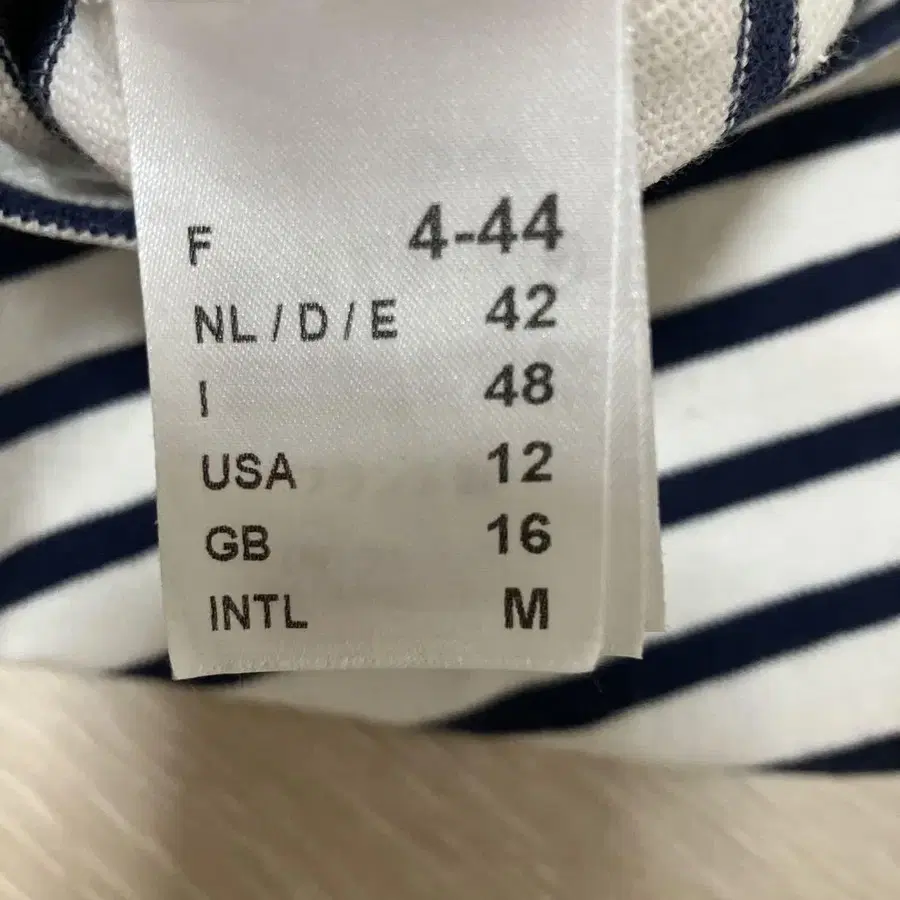 F 4-44
NL / D / E 42
I 48
USA 12
GB 16
INTL M